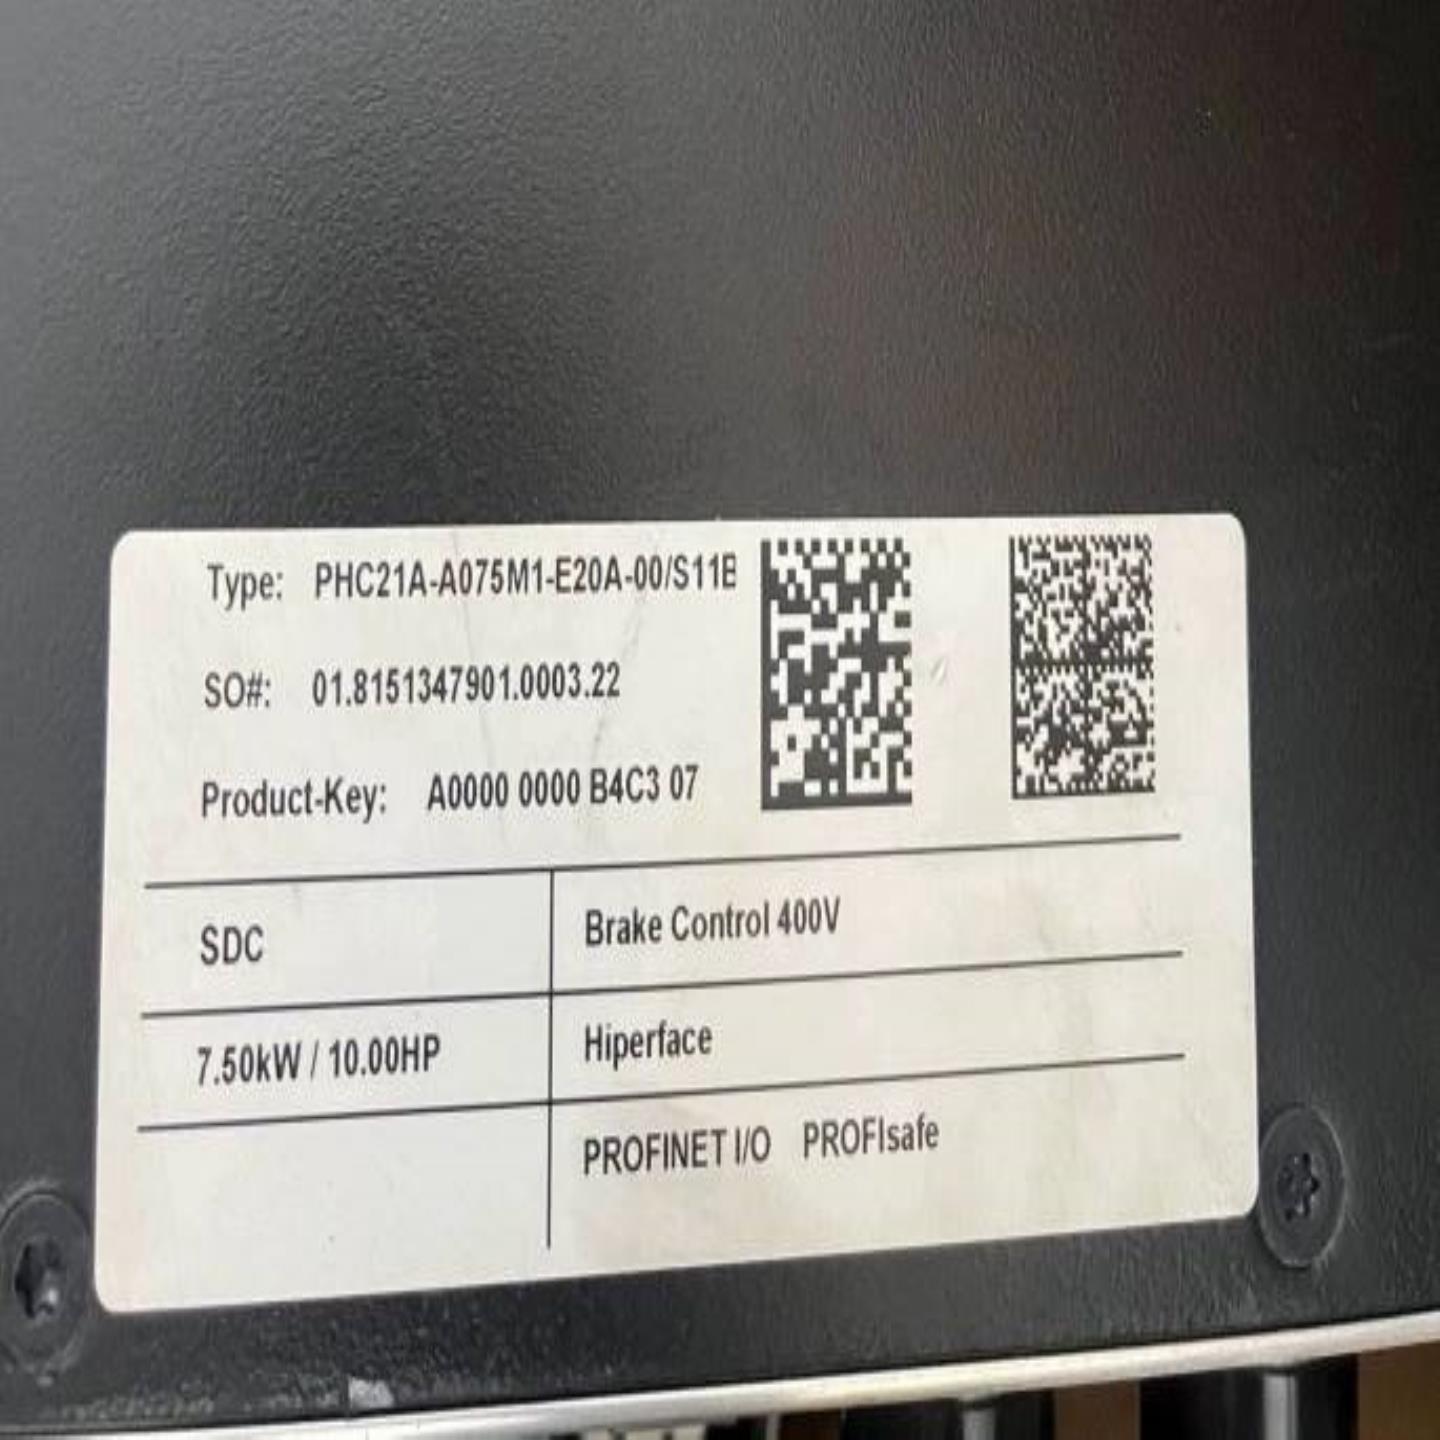 Type: PHC21A-A075M1-E20A-00/S11B
SO#: 01.8151347901.0003.22
Product-Key: A0000 0000 B4C3 07
SDC
Brake Control 400V
7.50kW / 10.00HP
Hiperface
PROFINET I/O PROFIsafe